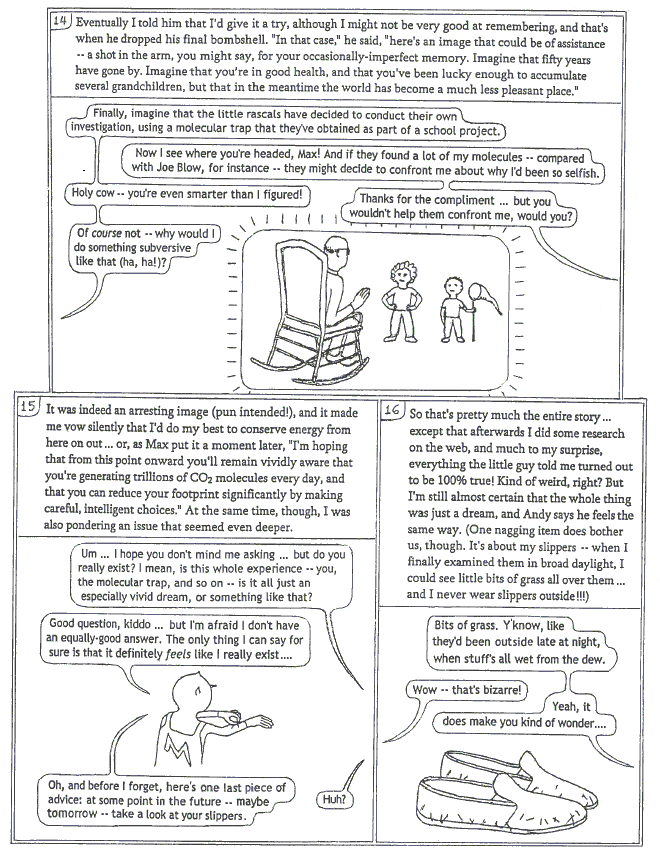 14
Eventually I told him that I'd give it a try, although I might not be very good at remembering, and that's
when he dropped his final bombshell. "In that case," he said, "here's an image that could be of assistance
-- a shot in the arm, you might say, for your occasionally-imperfect memory. Imagine that fifty years
have gone by. Imagine that you're in good health, and that you've been lucky enough to accumulate
several grandchildren, but that in the meantime the world has become a much less pleasant place."
Finally, imagine that the little rascals have decided to conduct their own
investigation, using a molecular trap that they've obtained as part of a school project.
Now I see where you're headed, Max! And if they found a lot of my molecules -- compared
with Joe Blow, for instance -- they might decide to confront me about why I'd been so selfish.
Holy cow -- you're even smarter than I figured!
Thanks for the compliment ... but you
wouldn't help them confront me, would you?
Of course not -- why would I
do something subversive
like that (ha, ha!)?
15
It was indeed an arresting image (pun intended!), and it made
me vow silently that I'd do my best to conserve energy from
here on out ... or, as Max put it a moment later, "I'm hoping
that from this point onward you'll remain vividly aware that
you're generating trillions of CO₂ molecules every day, and
that you can reduce your footprint significantly by making
careful, intelligent choices." At the same time, though, I was
also pondering an issue that seemed even deeper.
Um ... I hope you don't mind me asking ... but do you
really exist? I mean, is this whole experience -- you,
the molecular trap, and so on -- is it all just an
especially vivid dream, or something like that?
Good question, kiddo ... but I'm afraid I don't have
an equally-good answer. The only thing I can say for
sure is that it definitely feels like I really exist....
M
Oh, and before I forget, here's one last piece of
advice: at some point in the future -- maybe
tomorrow -- take a look at your slippers.
Huh?
16
So that's pretty much the entire story ...
except that afterwards I did some research
on the web, and much to my surprise,
everything the little guy told me turned out
to be 100% true! Kind of weird, right? But
I'm still almost certain that the whole thing
was just a dream, and Andy says he feels the
same way. (One nagging item does bother
us, though. It's about my slippers -- when I
finally examined them in broad daylight, I
could see little bits of grass all over them ...
and I never wear slippers outside!!!)
Bits of grass. Y'know, like
they'd been outside late at night,
when stuff's all wet from the dew.
Wow -- that's bizarre!
Yeah, it
does make you kind of wonder....